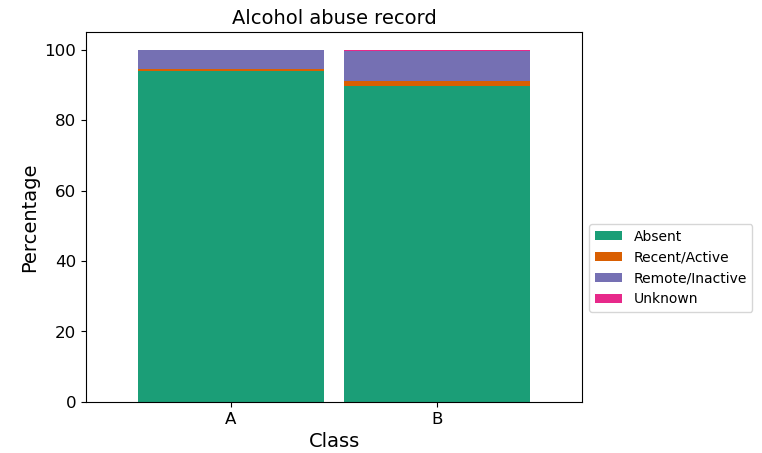 Alcohol abuse record
Percentage
100
80
60
40
20
0
A
B
Class
Absent
Recent/Active
Remote/Inactive
Unknown